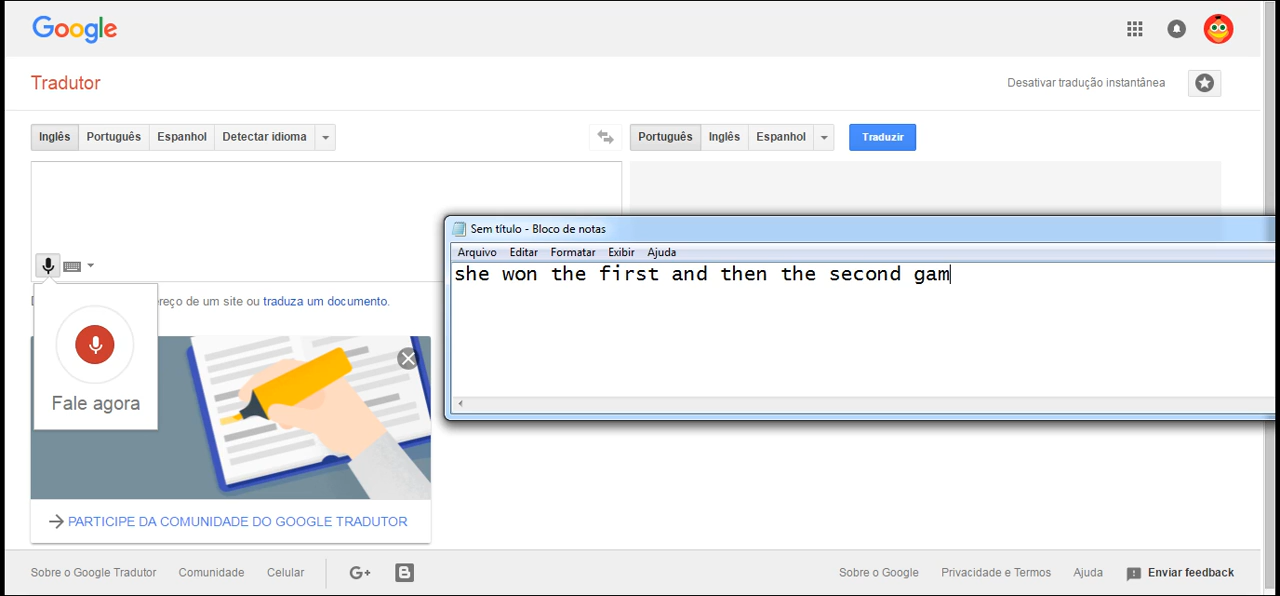 Google
Tradutor
Desativar tradução instantânea
Inglês Português Espanhol Detectar idioma
Português Inglês Espanhol
Traduzir
Sem título - Bloco de notas
Arquivo Editar Formatar Exibir Ajuda
she won the first and then the second gam
ereço de um site ou traduza um documento.
Fale agora
PARTICIPE DA COMUNIDADE DO GOOGLE TRADUTOR
Sobre o Google Tradutor Comunidade Celular G+ B
Sobre o Google Privacidade e Termos Ajuda Enviar feedback